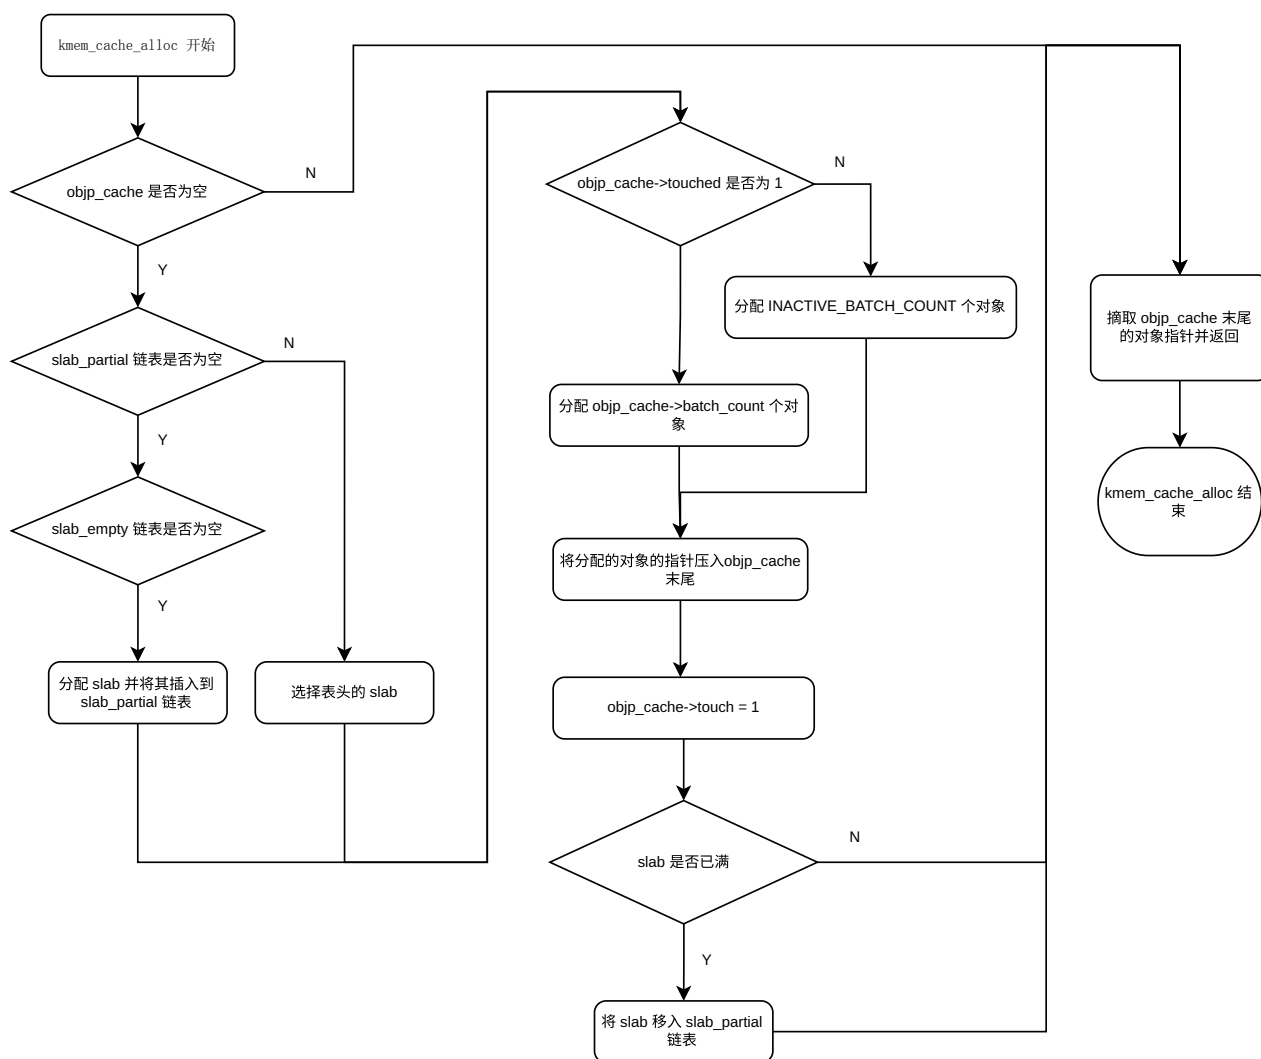 kmem_cache_alloc 开始
objp_cache 是否为空
N
Y
slab_partial 链表是否为空
N
Y
slab_empty 链表是否为空
Y
分配 slab 并将其插入到
slab_partial 链表
选择表头的 slab
objp_cache->touched 是否为 1
N
分配 INACTIVE_BATCH_COUNT 个对象
分配 objp_cache->batch_count 个对
象
将分配的对象的指针压入objp_cache
末尾
objp_cache->touch = 1
slab 是否已满
N
Y
将 slab 移入 slab_partial
链表
摘取 objp_cache 末尾
的对象指针并返回
kmem_cache_alloc 结
束